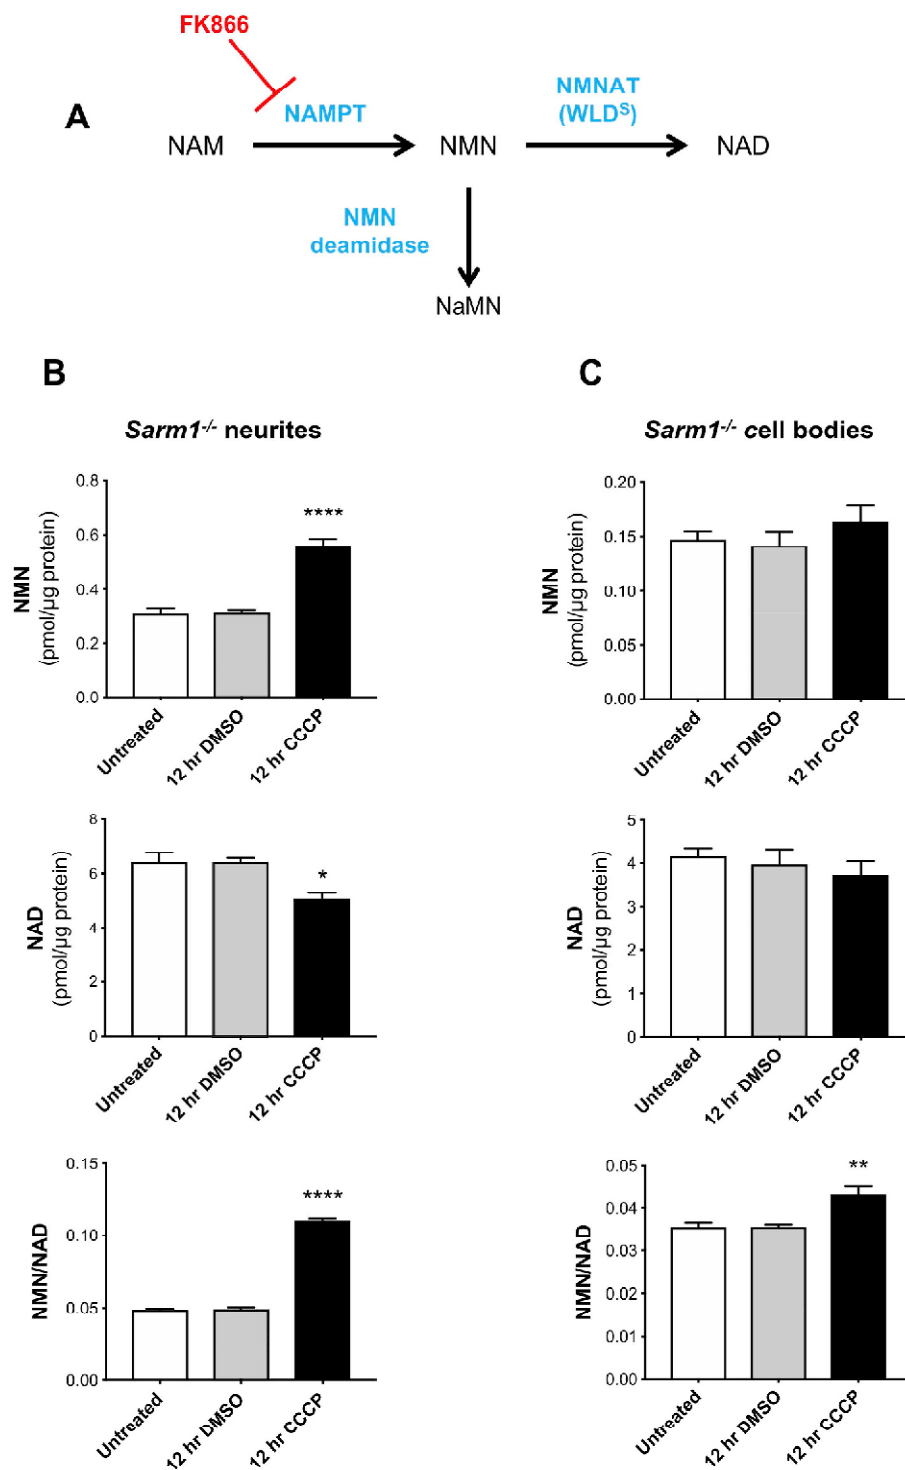 FK866
A
NAMPT
NMNAT
(WLDS)
NAM
NMN
NAD
NMN
deamidase
NaMN
B
C
Sarm1-/- neurites
Sarm1-/- cell bodies
NMN
(pmol/µg protein)
0.8
0.6
0.4
0.2
0.0
****
Untreated
12 hr DMSO
12 hr CCCP
NMN
(pmol/µg protein)
0.20
0.15
0.10
0.05
0.00
Untreated
12 hr DMSO
12 hr CCCP
NAD
(pmol/µg protein)
8
6
4
2
0
*
Untreated
12 hr DMSO
12 hr CCCP
NAD
(pmol/µg protein)
5
4
3
2
1
0
Untreated
12 hr DMSO
12 hr CCCP
NMN/NAD
0.15
0.10
0.05
0.00
****
Untreated
12 hr DMSO
12 hr CCCP
NMN/NAD
0.05
0.04
0.03
0.02
0.01
0.00
**
Untreated
12 hr DMSO
12 hr CCCP